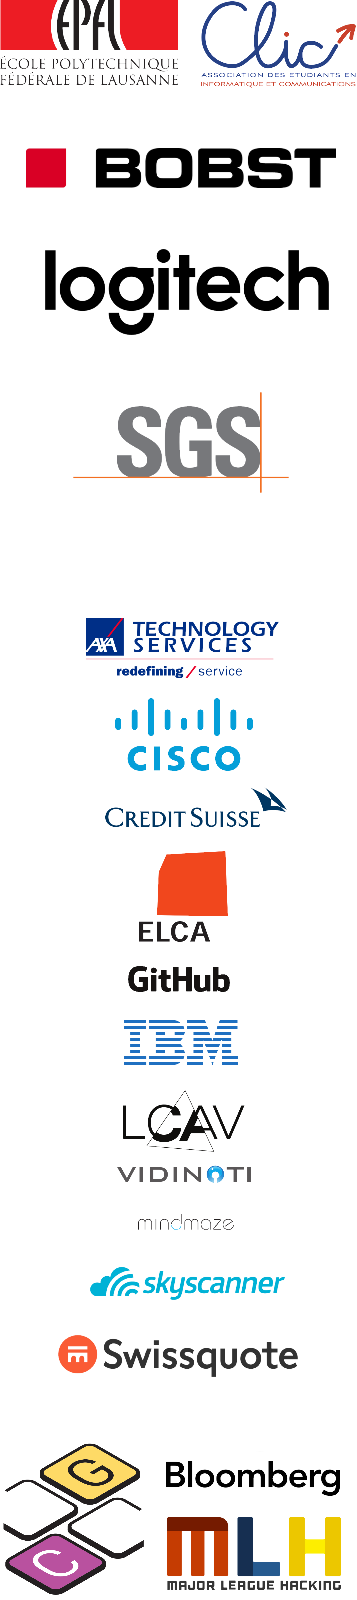 EPFL
ÉCOLE POLYTECHNIQUE
FÉDÉRALE DE LAUSANNE
Clic
ASSOCIATION DES ETUDIANTS EN
INFORMATIQUE ET COMMUNICATIONS
BOBST
logitech
SGS
AXA
TECHNOLOGY
SERVICES
redefining / service
CISCO
CREDIT SUISSE
ELCA
GitHub
IBM
LCAV
VIDINOTI
mindmaze
skyscanner
Swissquote
G
C
Bloomberg
MLH
MAJOR LEAGUE HACKING